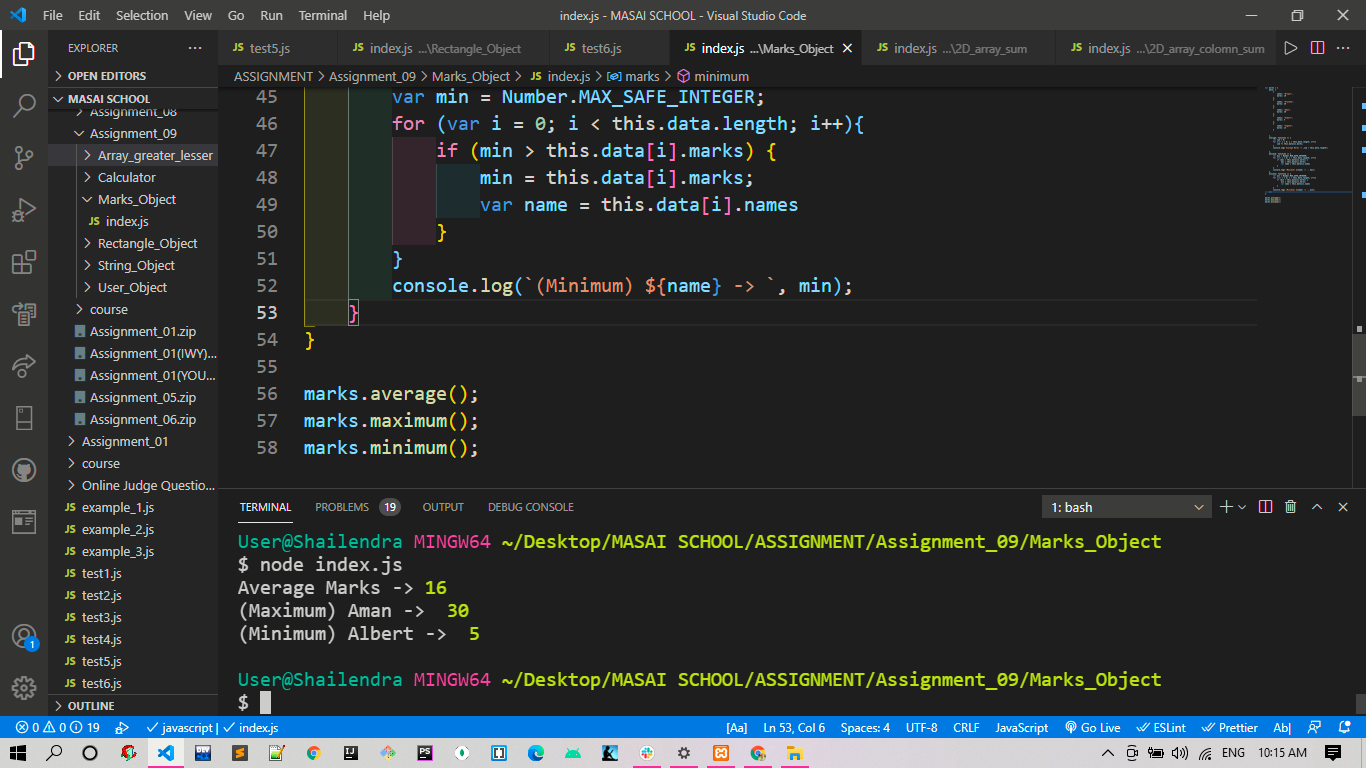 File Edit Selection View Go Run Terminal Help index.js - MASAI SCHOOL - Visual Studio Code
EXPLORER ...
test5.js index.js ...\Rectangle_Object test6.js index.js ...\Marks_Object index.js ...\2D_array_sum index.js ...\2D_array_colomn_sum
ASSIGNMENT > Assignment_09 > Marks_Object > JS index.js > marks > minimum
OPEN EDITORS
MASAI SCHOOL
Assignment_08
Assignment_09
Array_greater_lesser
Calculator
Marks_Object
JS index.js
Rectangle_Object
String_Object
User_Object
course
Assignment_01.zip
Assignment_01(IWY)...
Assignment_01(YOU...
Assignment_05.zip
Assignment_06.zip
Assignment_01
course
Online Judge Questio...
JS example_1.js
JS example_2.js
JS example_3.js
JS test1.js
JS test2.js
JS test3.js
JS test4.js
JS test5.js
JS test6.js
OUTLINE
45 var min = Number.MAX_SAFE_INTEGER;
46 for (var i = 0; i < this.data.length; i++){
47 if (min > this.data[i].marks) {
48 min = this.data[i].marks;
49 var name = this.data[i].names
50 }
51 }
52 console.log(`(Minimum) ${name} -> `, min);
53 }
54 }
55
56 marks.average();
57 marks.maximum();
58 marks.minimum();
TERMINAL PROBLEMS 19 OUTPUT DEBUG CONSOLE 1: bash
User@Shailendra MINGW64 ~/Desktop/MASAI SCHOOL/ASSIGNMENT/Assignment_09/Marks_Object
$ node index.js
Average Marks -> 16
(Maximum) Aman -> 30
(Minimum) Albert -> 5
User@Shailendra MINGW64 ~/Desktop/MASAI SCHOOL/ASSIGNMENT/Assignment_09/Marks_Object
$
1
0 0 19 javascript | index.js [Aa] Ln 53, Col 6 Spaces: 4 UTF-8 CRLF JavaScript Go Live ESLint Prettier Ab|
ENG 10:15 AM